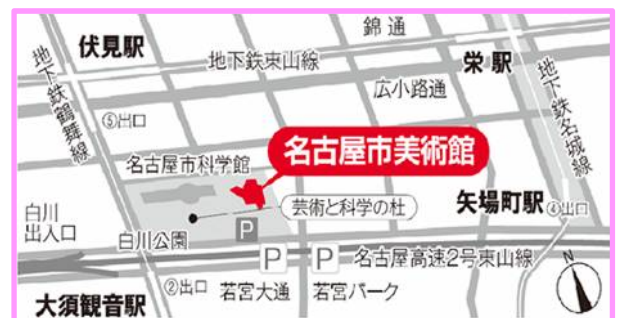 錦通
伏見駅
地下鉄東山線
栄駅
地下鉄鶴舞線
広小路通
地下鉄名城線
⑤出口
名古屋市科学館
名古屋市美術館
芸術と科学の杜
矢場町駅
④出口
白川
出入口
白川公園
P
P
P
名古屋高速2号東山線
N
大須観音駅
②出口
若宮大通
若宮パーク